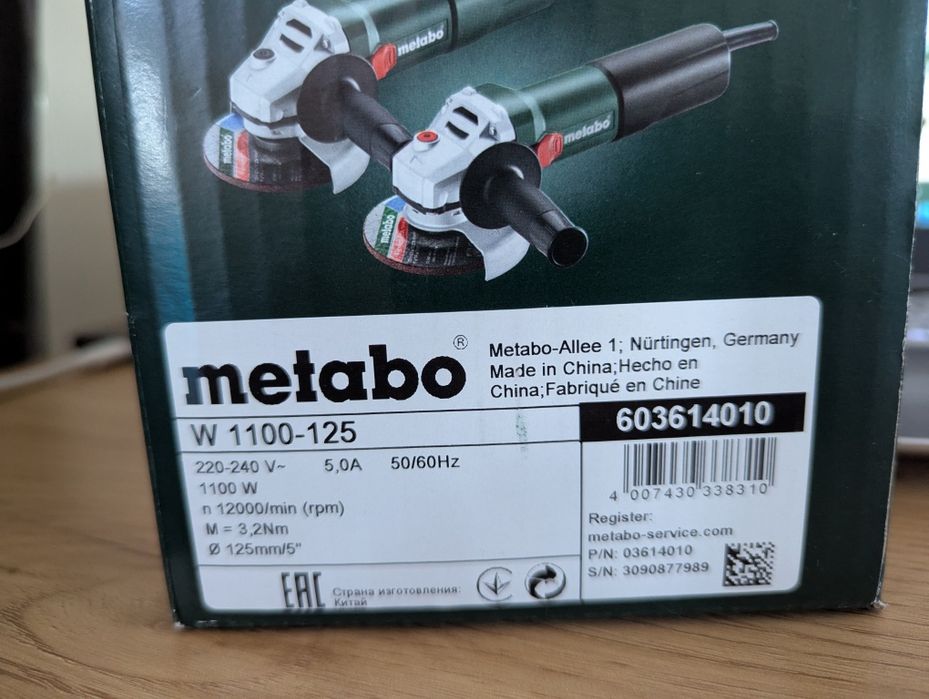 metabo
metabo
metabo
metabo
metabo®
Metabo-Allee 1; Nürtingen, Germany
Made in China;Hecho en
China;Fabriqué en Chine
W 1100-125
603614010
220-240 V~ 5,0A 50/60Hz
1100 W
n 12000/min (rpm)
M = 3,2Nm
Ø 125mm/5"
4 007430 338310
Register:
metabo-service.com
P/N: 03614010
S/N: 3090877989
EAC
Страна изготовления:
Китай